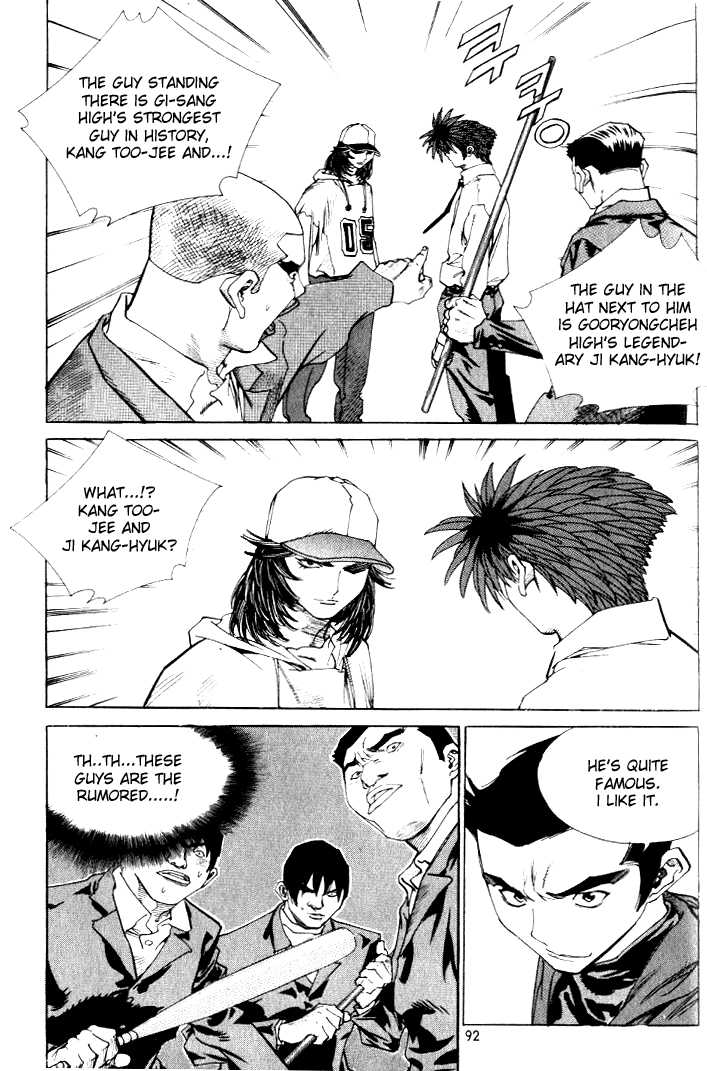 THE GUY STANDING
THERE IS GI-SANG
HIGH'S STRONGEST
GUY IN HISTORY,
KANG TOO-JEE AND...!
쿠쿠
THE GUY IN THE
HAT NEXT TO HIM
IS GOORYONGCHEH
HIGH'S LEGEND-
ARY JI KANG-HYUK!
WHAT...!?
KANG TOO-
JEE AND
JI KANG-HYUK?
TH..TH...THESE
GUYS ARE THE
RUMORED.....!
HE'S QUITE
FAMOUS.
I LIKE IT.
92